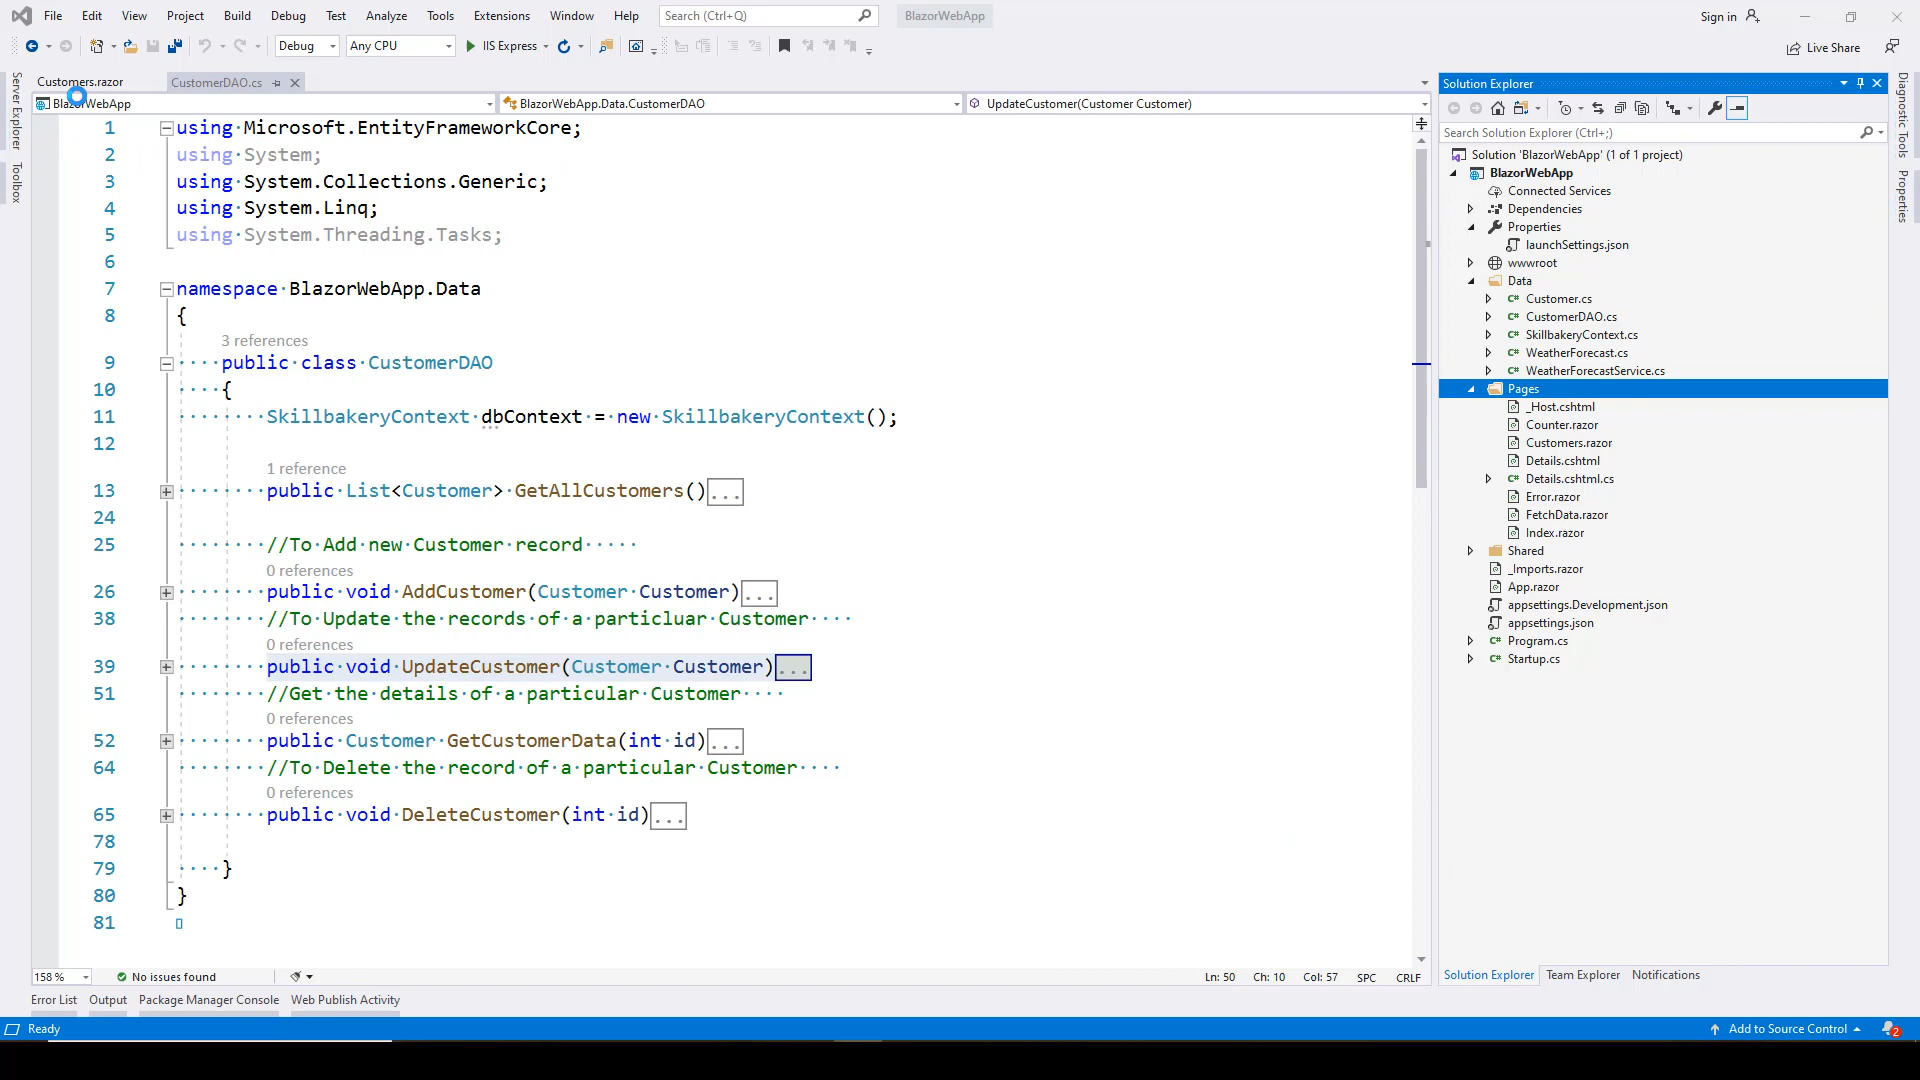 File Edit View Project Build Debug Test Analyze Tools Extensions Window Help Search (Ctrl+Q) BlazorWebApp Sign in
Debug Any CPU IIS Express Live Share
Customers.razor CustomerDAO.cs
BlazorWebApp BlazorWebApp.Data.CustomerDAO UpdateCustomer(Customer Customer)
Server Explorer
Toolbox
1 using Microsoft.EntityFrameworkCore;
2 using System;
3 using System.Collections.Generic;
4 using System.Linq;
5 using System.Threading.Tasks;
6
7 namespace BlazorWebApp.Data
8 {
3 references
9 public class CustomerDAO
10 {
11 SkillbakeryContext dbContext = new SkillbakeryContext();
12
1 reference
13 public List<Customer> GetAllCustomers()...
24
25 //To Add new Customer record
0 references
26 public void AddCustomer(Customer Customer)...
38 //To Update the records of a particluar Customer
0 references
39 public void UpdateCustomer(Customer Customer)...
51 //Get the details of a particular Customer
0 references
52 public Customer GetCustomerData(int id)...
64 //To Delete the record of a particular Customer
0 references
65 public void DeleteCustomer(int id)...
78
79 }
80 }
81
158 % No issues found Ln: 50 Ch: 10 Col: 57 SPC CRLF
Error List Output Package Manager Console Web Publish Activity
Solution Explorer
Search Solution Explorer (Ctrl+;)
Solution 'BlazorWebApp' (1 of 1 project)
BlazorWebApp
Connected Services
Dependencies
Properties
launchSettings.json
wwwroot
Data
Customer.cs
CustomerDAO.cs
SkillbakeryContext.cs
WeatherForecast.cs
WeatherForecastService.cs
Pages
_Host.cshtml
Counter.razor
Customers.razor
Details.cshtml
Details.cshtml.cs
Error.razor
FetchData.razor
Index.razor
Shared
_Imports.razor
App.razor
appsettings.Development.json
appsettings.json
Program.cs
Startup.cs
Solution Explorer Team Explorer Notifications
Diagnostic Tools
Properties
Ready Add to Source Control 2